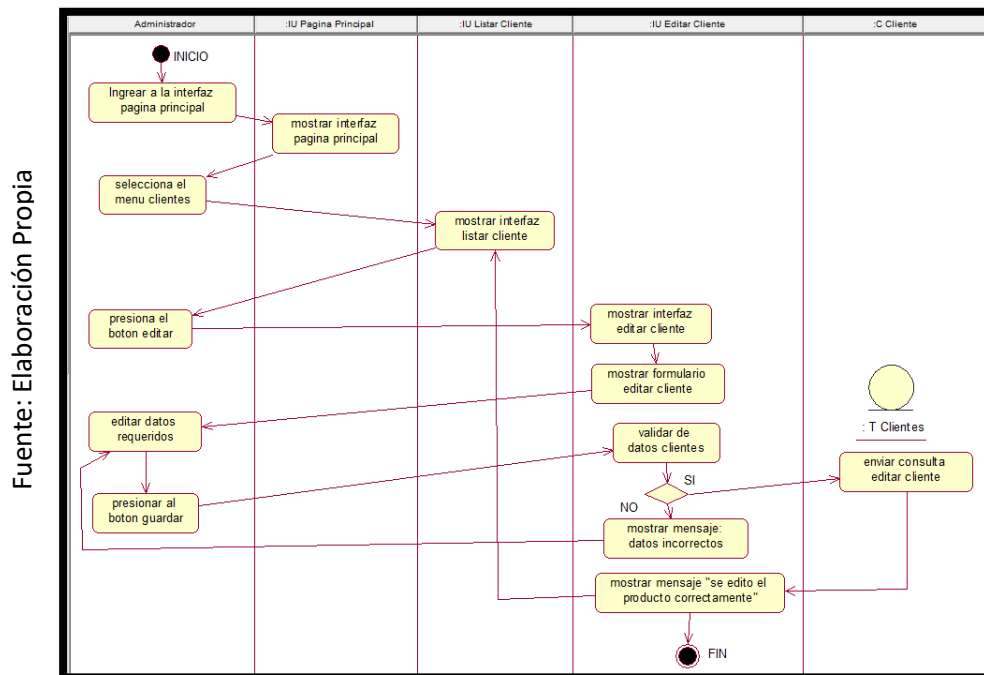 Administrador
:IU Pagina Principal
:IU Listar Cliente
:IU Editar Cliente
:C Cliente
INICIO
Ingrear a la interfaz
pagina principal
mostrar interfaz
pagina principal
selecciona el
menu clientes
mostrar interfaz
listar cliente
presiona el
boton editar
mostrar interfaz
editar cliente
mostrar formulario
editar cliente
editar datos
requeridos
validar de
datos clientes
: T Clientes
enviar consulta
editar cliente
SI
NO
presionar al
boton guardar
mostrar mensaje:
datos incorrectos
mostrar mensaje "se edito el
producto correctamente"
FIN
Fuente: Elaboración Propia